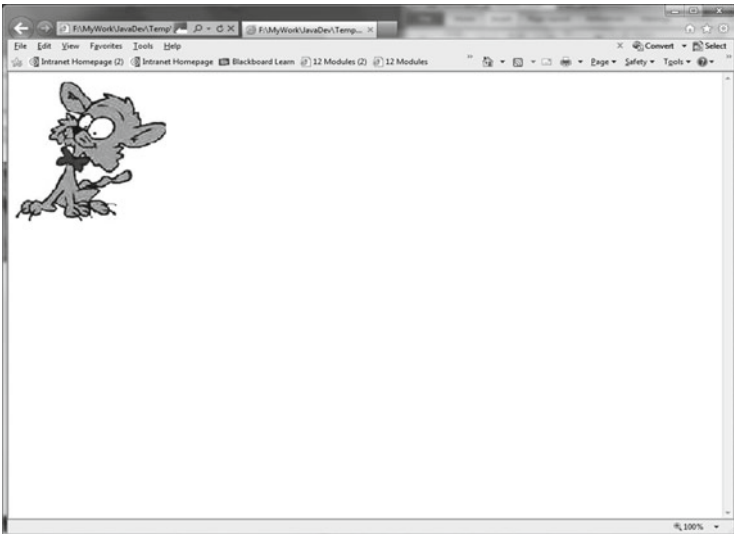 F:\MyWork\JavaDev\Temp\ F:\MyWork\JavaDev\Temp...
File Edit View Favorites Tools Help Convert Select
Intranet Homepage (2) Intranet Homepage Blackboard Learn 12 Modules (2) 12 Modules Page Safety Tools
100%